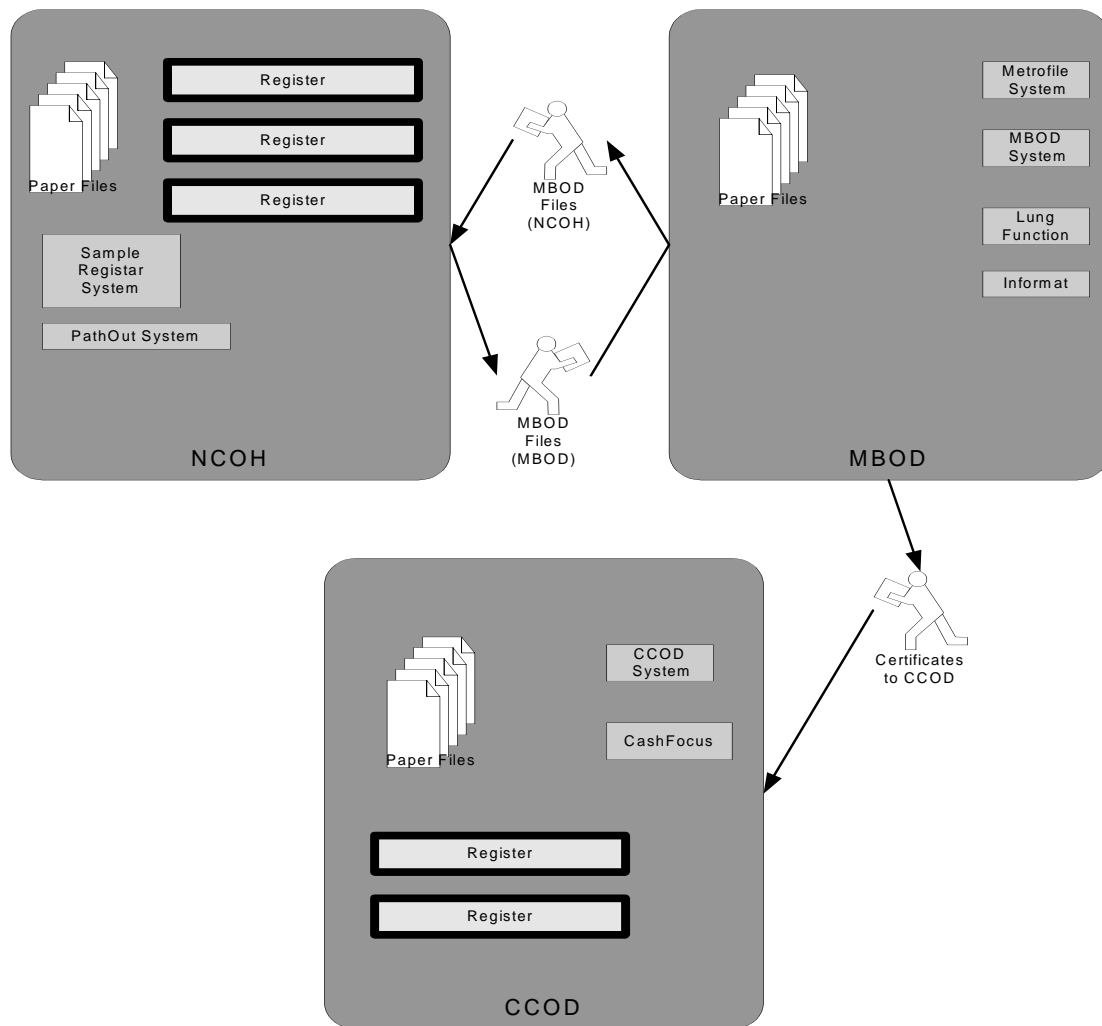 Register
Register
Register
Paper Files
Sample
Registar
System
PathOut System
NCOH
MBOD
Files
(NCOH)
MBOD
Files
(MBOD)
Paper Files
Metrofile
System
MBOD
System
Lung
Function
Informat
MBOD
Certificates
to CCOD
CCOD
System
CashFocus
Paper Files
Register
Register
CCOD